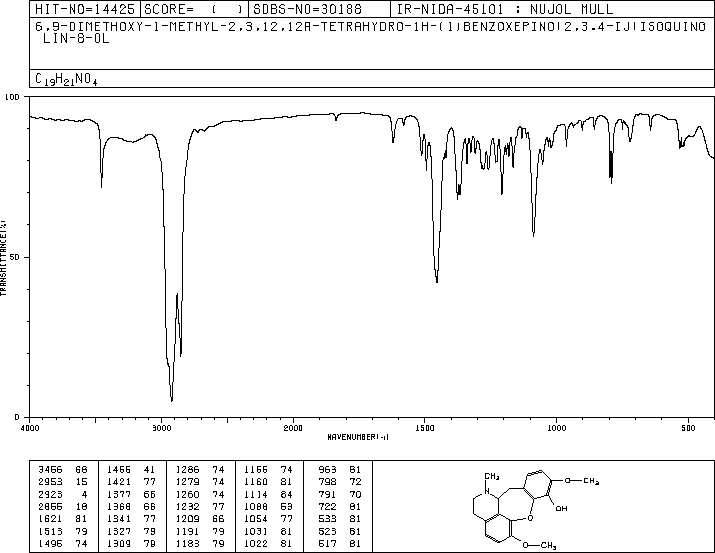 HIT-NO=14425 SCORE= ( ) SDBS-NO=30188 IR-NIDA-45101 : NUJOL MULL
6,9-DIMETHOXY-1-METHYL-2,3,12,12A-TETRAHYDRO-1H-(1)BENZOXEPINO(2,3,4-IJ)ISOQUINO
LIN-8-OL
C19H21NO4
100
50
0
TRANSMITTANCE(%)
4000 3000 2000 1500 1000 500
WAVENUMBER(-1)
3456 68 1455 41 1286 74 1166 74 963 81
2953 15 1421 77 1279 74 1160 81 798 72
2923 4 1377 66 1260 74 1114 84 791 70
2855 18 1368 66 1232 77 1088 53 722 81
1621 81 1341 77 1209 66 1054 77 533 81
1513 79 1327 79 1191 79 1031 81 523 81
1495 74 1309 79 1183 79 1022 81 517 81
CH3
N
O—CH3
OH
O
O—CH3